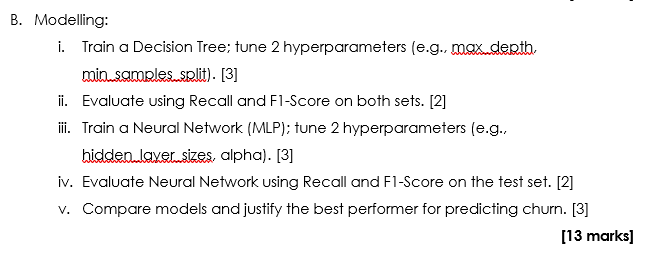 B. Modelling:
i. Train a Decision Tree; tune 2 hyperparameters (e.g., max_depth,
min_samples_split). [3]
ii. Evaluate using Recall and F1-Score on both sets. [2]
iii. Train a Neural Network (MLP); tune 2 hyperparameters (e.g.,
hidden_layer_sizes, alpha). [3]
iv. Evaluate Neural Network using Recall and F1-Score on the test set. [2]
v. Compare models and justify the best performer for predicting churn. [3]
[13 marks]